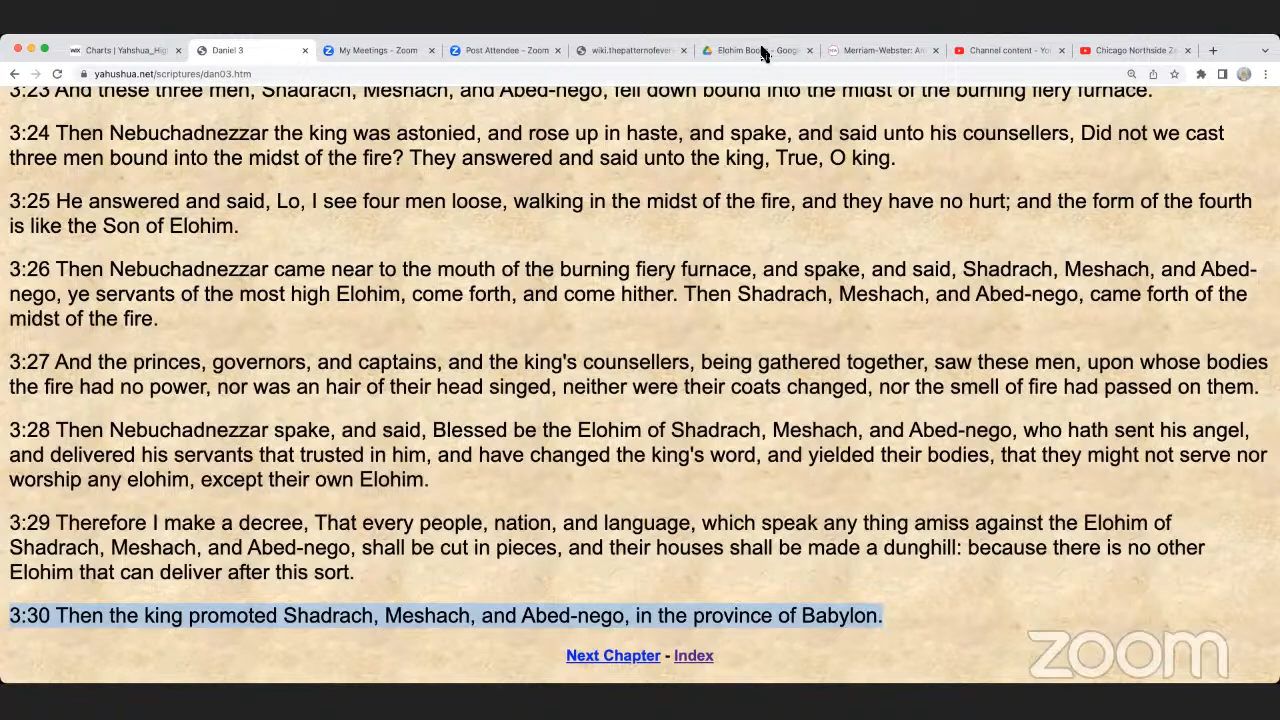 Charts | Yahshua_Hig
Daniel 3
My Meetings - Zoom
Post Attendee - Zoom
wiki.thepatternofevery
Elohim Boo - Goog
Merriam-Webster: Am
Channel content - Yo
Chicago Northside Z
yahushua.net/scriptures/dan03.htm
3:23 And these three men, Shadrach, Meshach, and Abed-nego, fell down bound into the midst of the burning fiery furnace.
3:24 Then Nebuchadnezzar the king was astonied, and rose up in haste, and spake, and said unto his counsellers, Did not we cast
three men bound into the midst of the fire? They answered and said unto the king, True, O king.
3:25 He answered and said, Lo, I see four men loose, walking in the midst of the fire, and they have no hurt; and the form of the fourth
is like the Son of Elohim.
3:26 Then Nebuchadnezzar came near to the mouth of the burning fiery furnace, and spake, and said, Shadrach, Meshach, and Abed-
nego, ye servants of the most high Elohim, come forth, and come hither. Then Shadrach, Meshach, and Abed-nego, came forth of the
midst of the fire.
3:27 And the princes, governors, and captains, and the king's counsellers, being gathered together, saw these men, upon whose bodies
the fire had no power, nor was an hair of their head singed, neither were their coats changed, nor the smell of fire had passed on them.
3:28 Then Nebuchadnezzar spake, and said, Blessed be the Elohim of Shadrach, Meshach, and Abed-nego, who hath sent his angel,
and delivered his servants that trusted in him, and have changed the king's word, and yielded their bodies, that they might not serve nor
worship any elohim, except their own Elohim.
3:29 Therefore I make a decree, That every people, nation, and language, which speak any thing amiss against the Elohim of
Shadrach, Meshach, and Abed-nego, shall be cut in pieces, and their houses shall be made a dunghill: because there is no other
Elohim that can deliver after this sort.
3:30 Then the king promoted Shadrach, Meshach, and Abed-nego, in the province of Babylon.
Next Chapter - Index
zoom